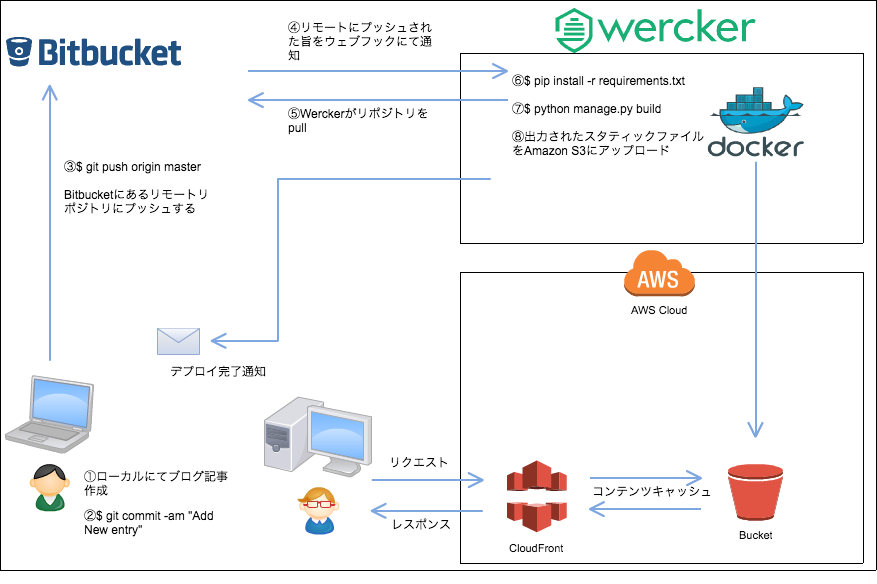 Bitbucket
④リモートにプッシュされ
た旨をウェブフックにて通
知
wercker
⑤Werckerがリポジトリを
pull
⑥$ pip install -r requirements.txt
⑦$ python manage.py build
⑧出力されたスタティックファイル
をAmazon S3にアップロード
docker
③$ git push origin master
Bitbucketにあるリモートリ
ポジトリにプッシュする
AWS
AWS Cloud
デプロイ完了通知
①ローカルにてブログ記事
作成
②$ git commit -am "Add
New entry"
リクエスト
レスポンス
CloudFront
コンテンツキャッシュ
Bucket